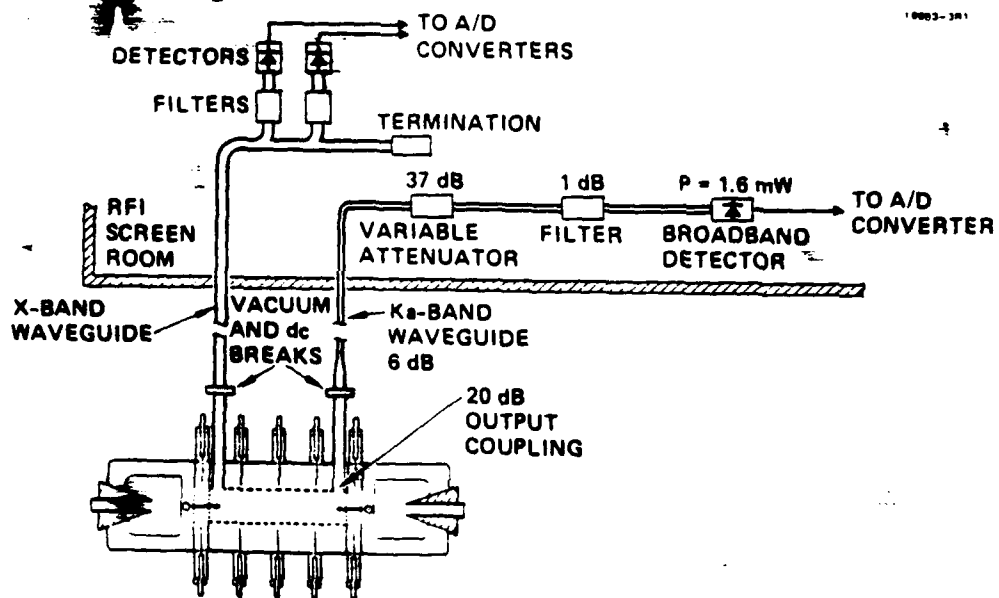 TO A/D
CONVERTERS
DETECTORS
FILTERS
TERMINATION
37 dB
1 dB
P = 1.6 mW
TO A/D
CONVERTER
RFI
SCREEN
ROOM
VARIABLE
ATTENUATOR
FILTER
BROADBAND
DETECTOR
X-BAND
WAVEGUIDE
VACUUM
AND dc
BREAKS
Ka-BAND
WAVEGUIDE
6 dB
20 dB
OUTPUT
COUPLING